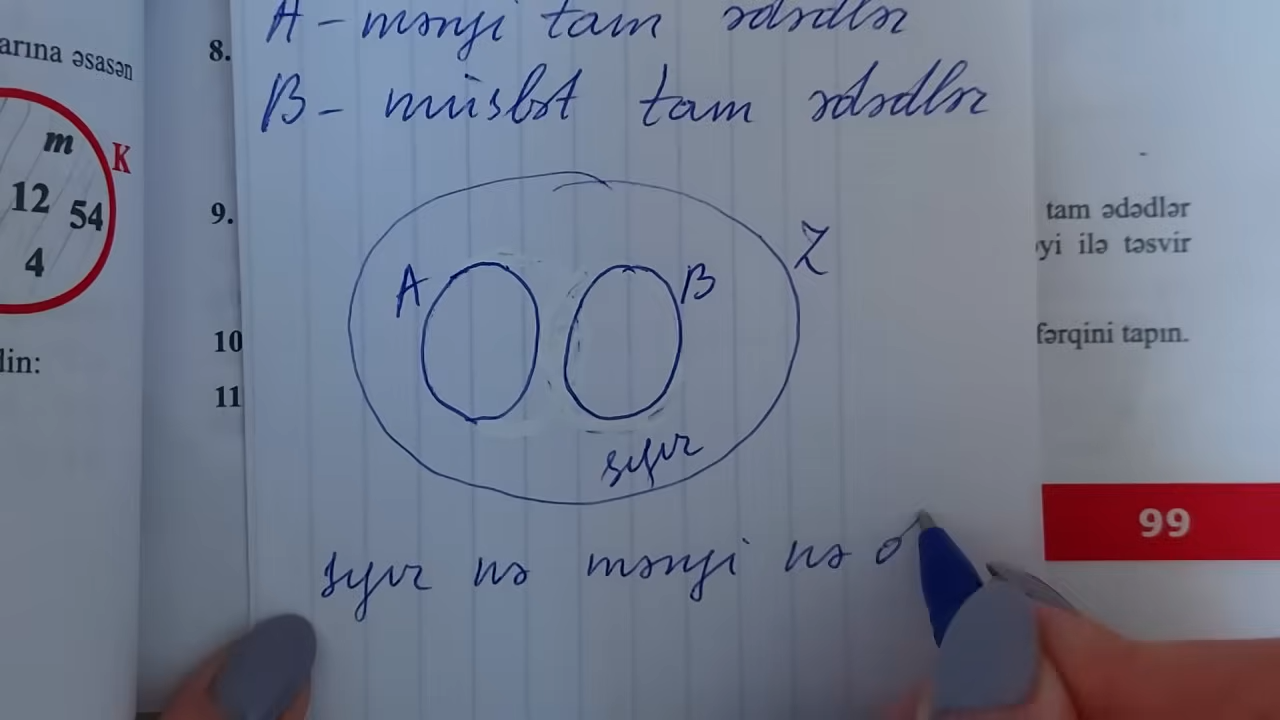 arına əsasən
m
K
12 54
4
lin:
8.
9.
10
11
A - mənfi tam ədədlər
B - müsbət tam ədədlər
A
B
Z
sıfır
sıfır nə mənfi nə
tam ədədlər
yi ilə təsvir
fərqini tapın.
99